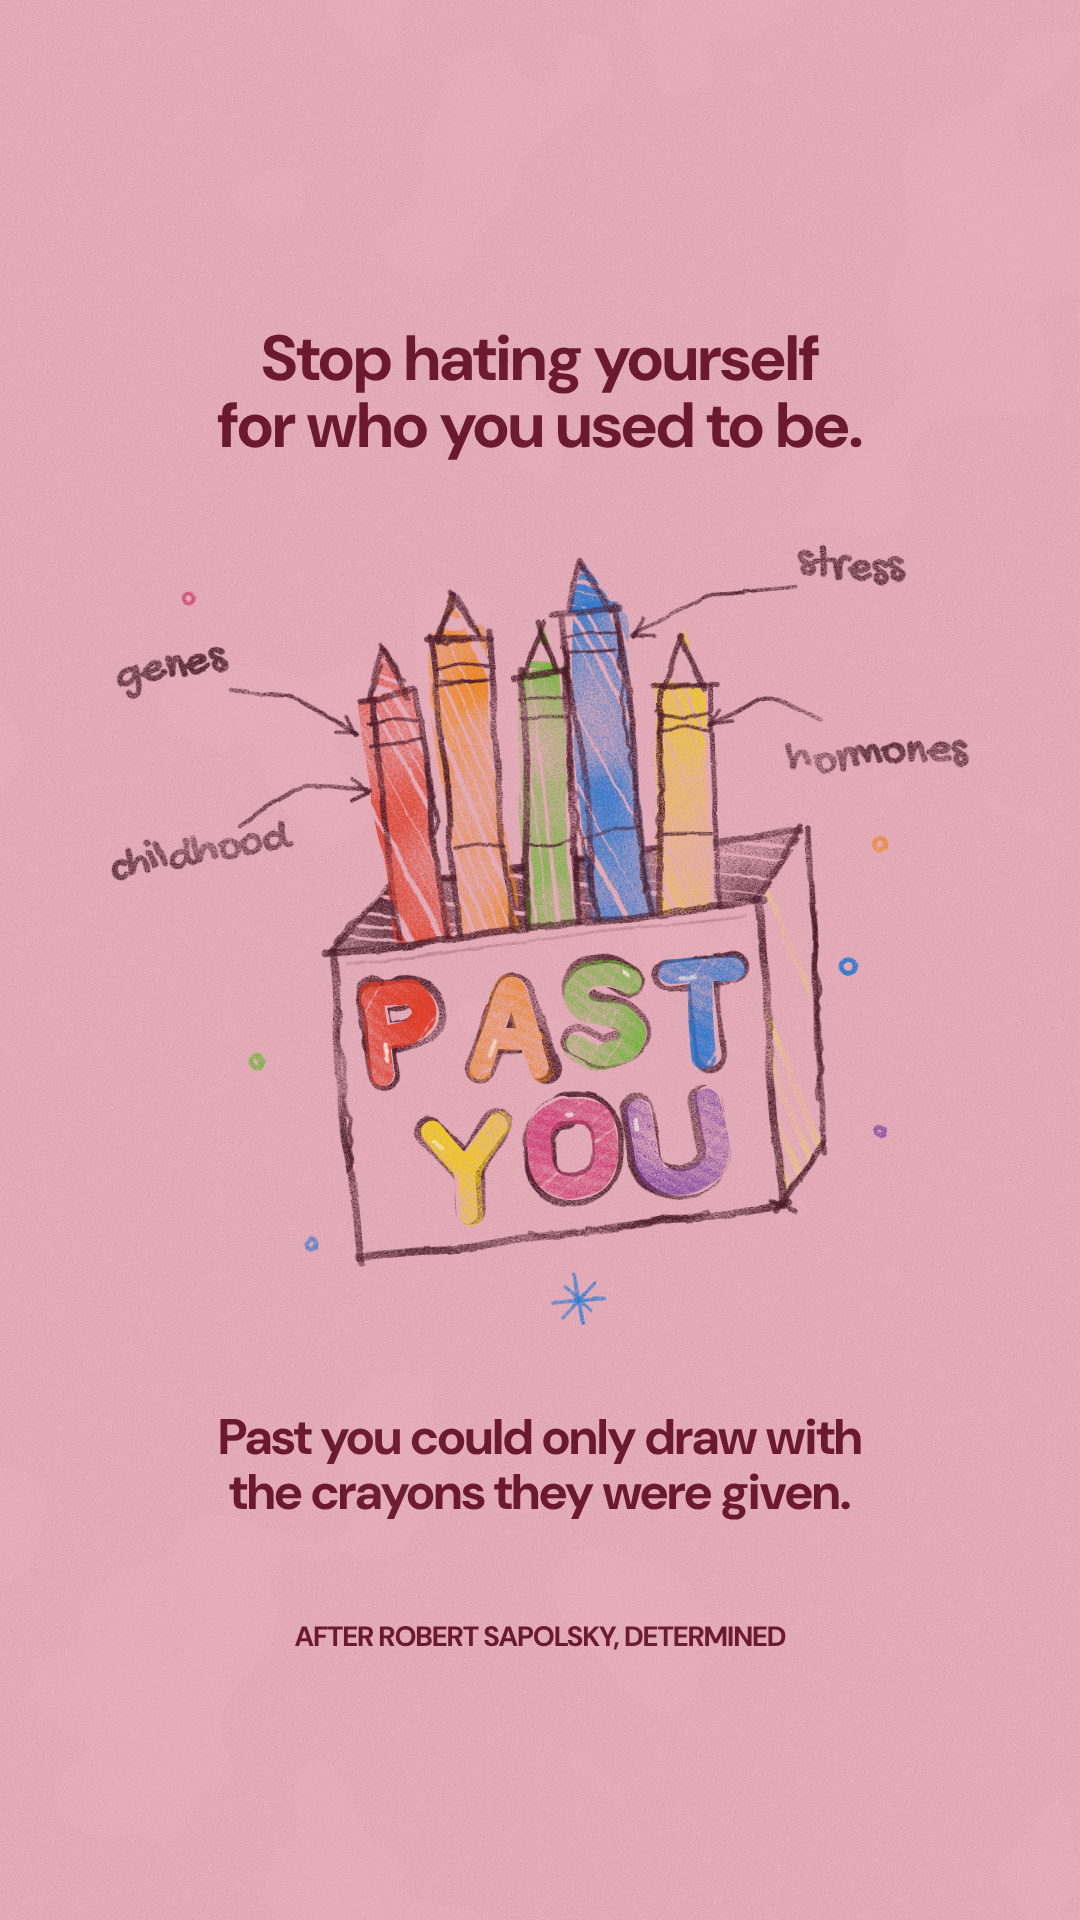 Stop hating yourself
for who you used to be.
stress
genes
hormones
childhood
PAST
YOU
Past you could only draw with
the crayons they were given.
AFTER ROBERT SAPOLSKY, DETERMINED